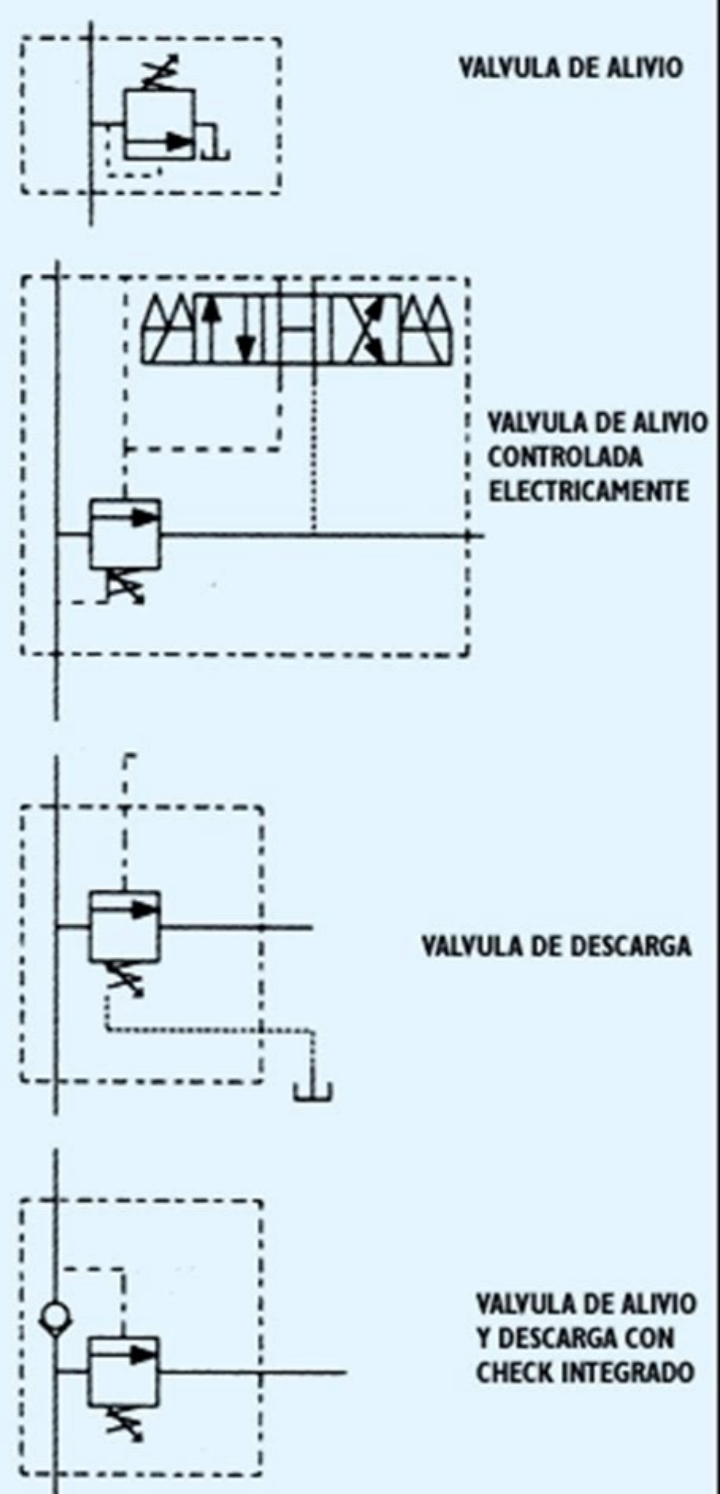 VALVULA DE ALIVIO
VALVULA DE ALIVIO
CONTROLADA
ELECTRICAMENTE
VALVULA DE DESCARGA
VALVULA DE ALIVIO
Y DESCARGA CON
CHECK INTEGRADO